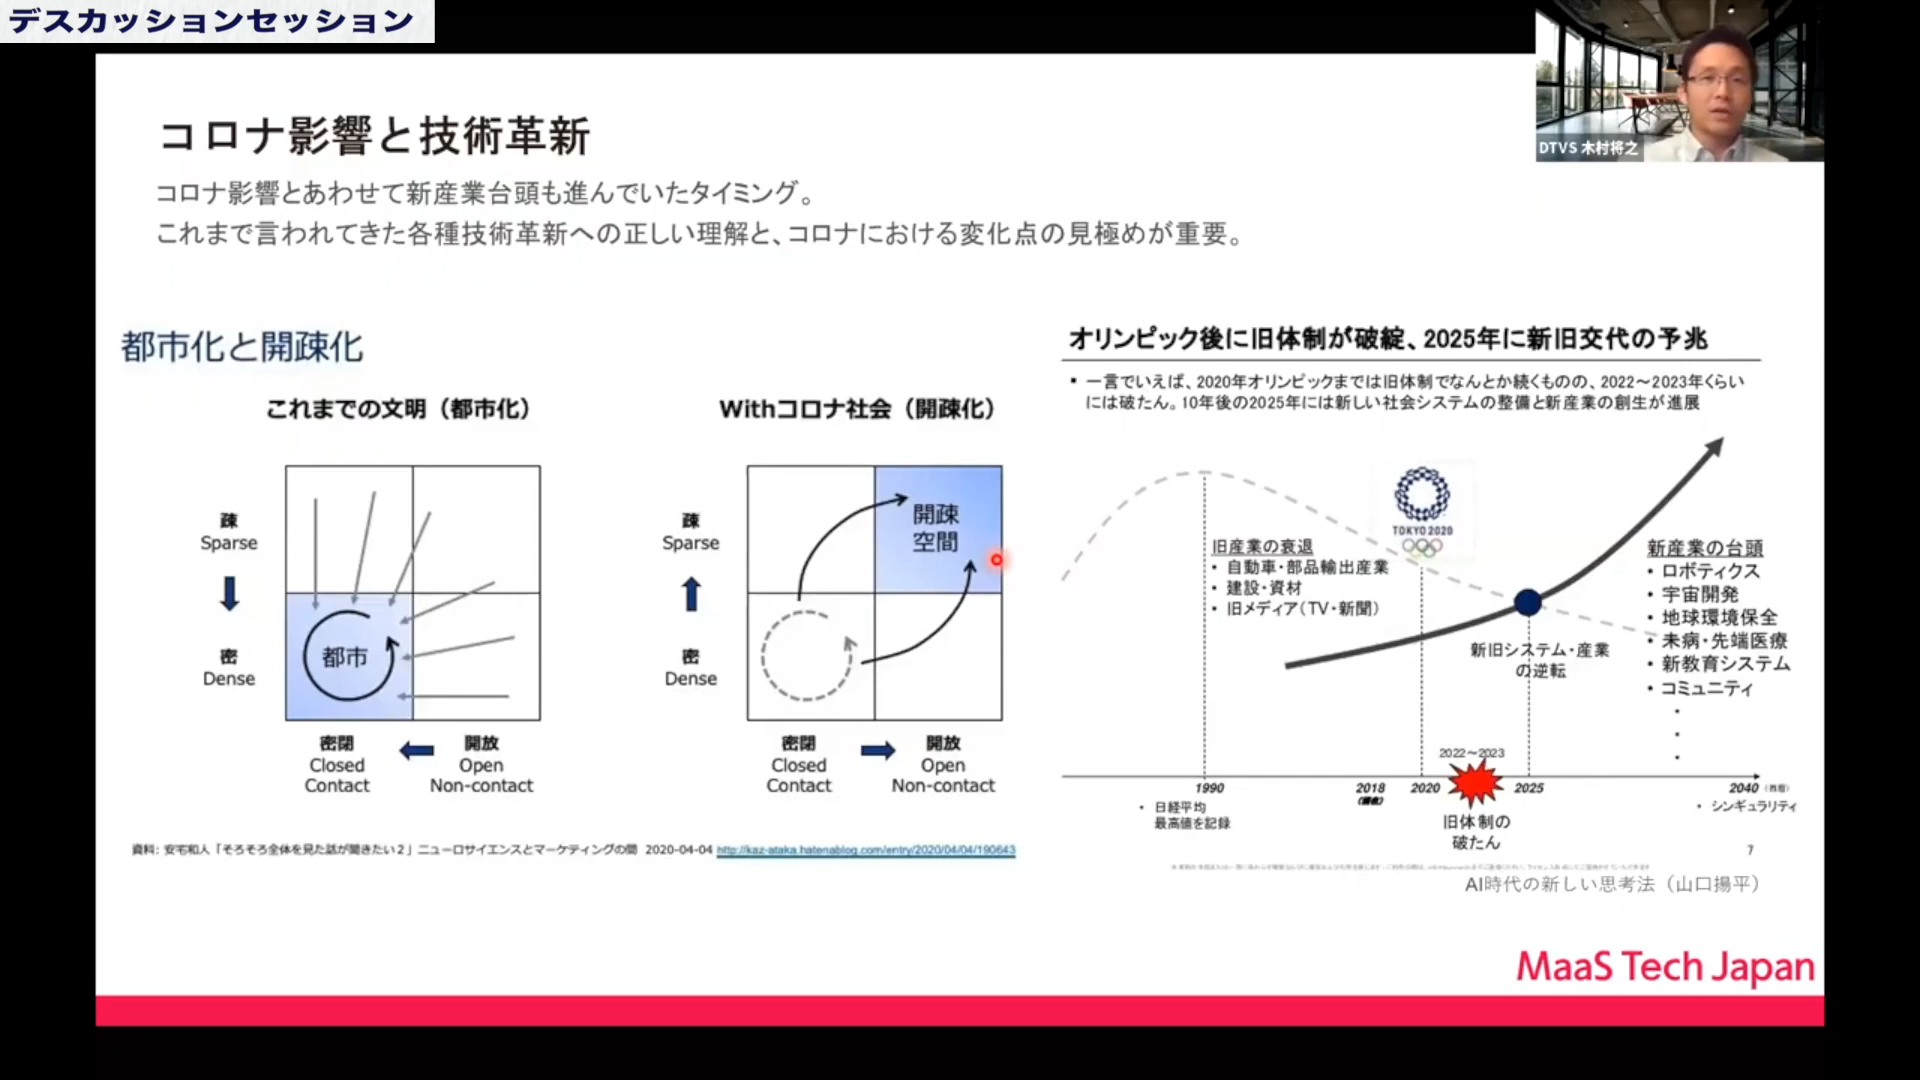 デスカッションセッション
DTVS 木村将之
コロナ影響と技術革新
コロナ影響とあわせて新産業台頭も進んでいたタイミング。
これまで言われてきた各種技術革新への正しい理解と、コロナにおける変化点の見極めが重要。
都市化と開疎化
これまでの文明（都市化）
疎
Sparse
密
Dense
都市
密閉
Closed
Contact
開放
Open
Non-contact
Withコロナ社会（開疎化）
疎
Sparse
密
Dense
開疎
空間
密閉
Closed
Contact
開放
Open
Non-contact
資料: 安宅和人「そろそろ全体を見た話が聞きたい２」ニューロサイエンスとマーケティングの間 2020-04-04 http://kaz-ataka.hatenablog.com/entry/2020/04/04/190643
オリンピック後に旧体制が破綻、2025年に新旧交代の予兆
▪ 一言でいえば、2020年オリンピックまでは旧体制でなんとか続くものの、2022～2023年くらい
には破たん。10年後の2025年には新しい社会システムの整備と新産業の創生が進展
TOKYO 2020
旧産業の衰退
• 自動車・部品輸出産業
• 建設・資材
• 旧メディア（TV・新聞）
新産業の台頭
• ロボティクス
• 宇宙開発
• 地球環境保全
• 未病・先端医療
• 新教育システム
• コミュニティ
•
•
•
新旧システム・産業
の逆転
2022～2023
1990
2018
2020
2025
2040
• 日経平均
最高値を記録
旧体制の
破たん
• シンギュラリティ
7
AI時代の新しい思考法（山口揚平）
MaaS Tech Japan